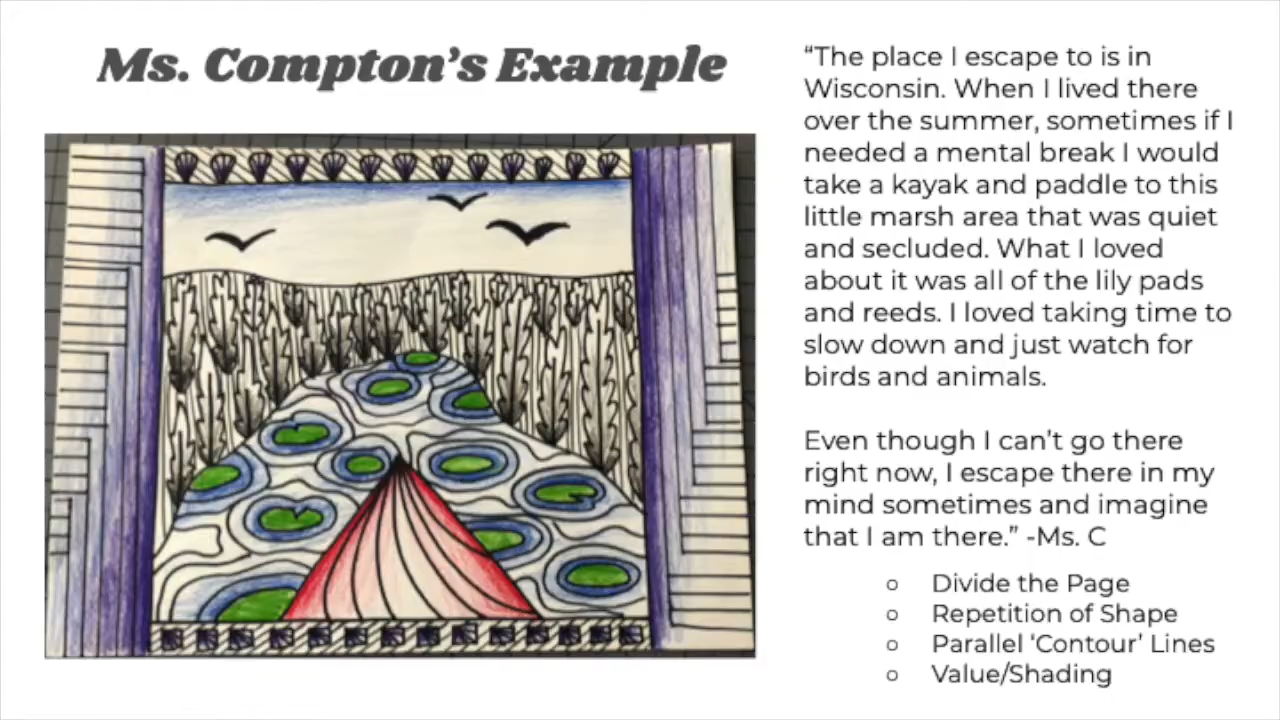 Ms. Compton’s Example
“The place I escape to is in
Wisconsin. When I lived there
over the summer, sometimes if I
needed a mental break I would
take a kayak and paddle to this
little marsh area that was quiet
and secluded. What I loved
about it was all of the lily pads
and reeds. I loved taking time to
slow down and just watch for
birds and animals.
Even though I can’t go there
right now, I escape there in my
mind sometimes and imagine
that I am there.” -Ms. C
Divide the Page
Repetition of Shape
Parallel ‘Contour’ Lines
Value/Shading